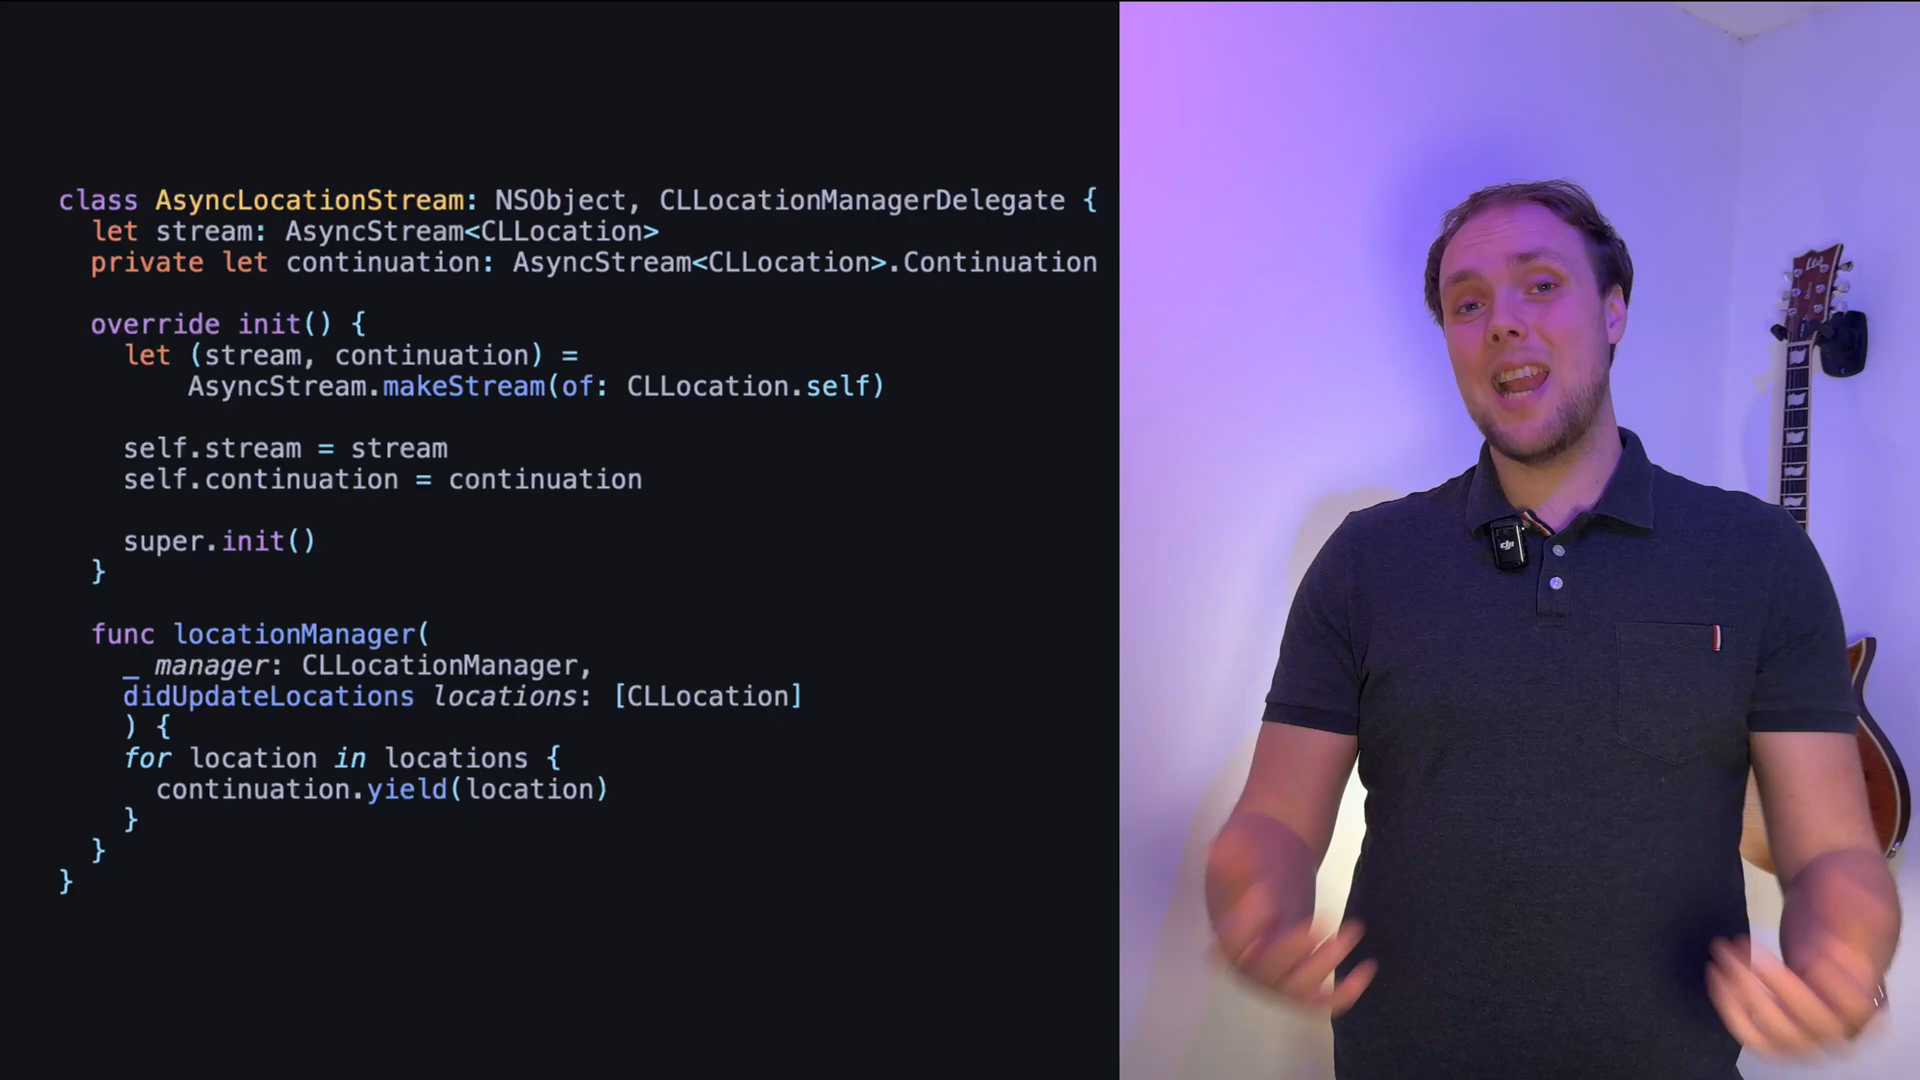 class AsyncLocationStream: NSObject, CLLocationManagerDelegate {
let stream: AsyncStream<CLLocation>
private let continuation: AsyncStream<CLLocation>.Continuation
override init() {
let (stream, continuation) =
AsyncStream.makeStream(of: CLLocation.self)
self.stream = stream
self.continuation = continuation
super.init()
}
func locationManager(
_ manager: CLLocationManager,
didUpdateLocations locations: [CLLocation]
) {
for location in locations {
continuation.yield(location)
}
}
}
dji